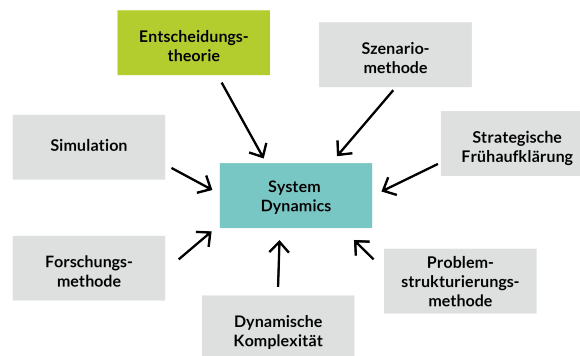 Entscheidungs-
theorie
Szenario-
methode
Simulation
Strategische
Frühaufklärung
System
Dynamics
Forschungs-
methode
Problem-
strukturierungs-
methode
Dynamische
Komplexität